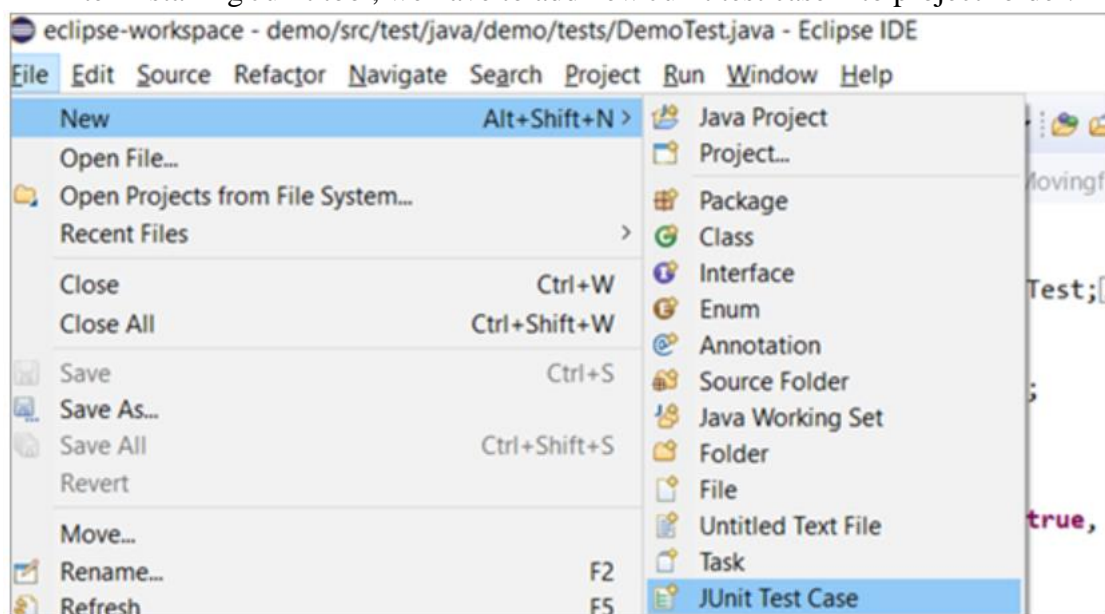 eclipse-workspace - demo/src/test/java/demo/tests/DemoTest.java - Eclipse IDE
File Edit Source Refactor Navigate Search Project Run Window Help
New Alt+Shift+N >
Open File...
Open Projects from File System...
Recent Files >
Close Ctrl+W
Close All Ctrl+Shift+W
Save Ctrl+S
Save As...
Save All Ctrl+Shift+S
Revert
Move...
Rename... F2
Refresh F5
Java Project
Project...
Package
Class
Interface
Enum
Annotation
Source Folder
Java Working Set
Folder
File
Untitled Text File
Task
JUnit Test Case
Test;
;
true,